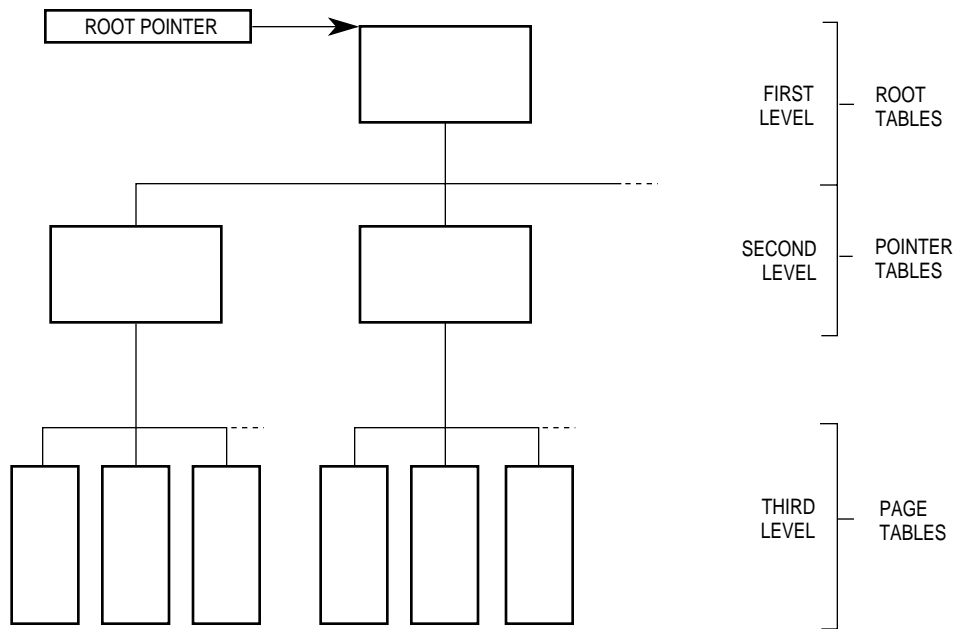 ROOT POINTER
FIRST
LEVEL
ROOT
TABLES
SECOND
LEVEL
POINTER
TABLES
THIRD
LEVEL
PAGE
TABLES